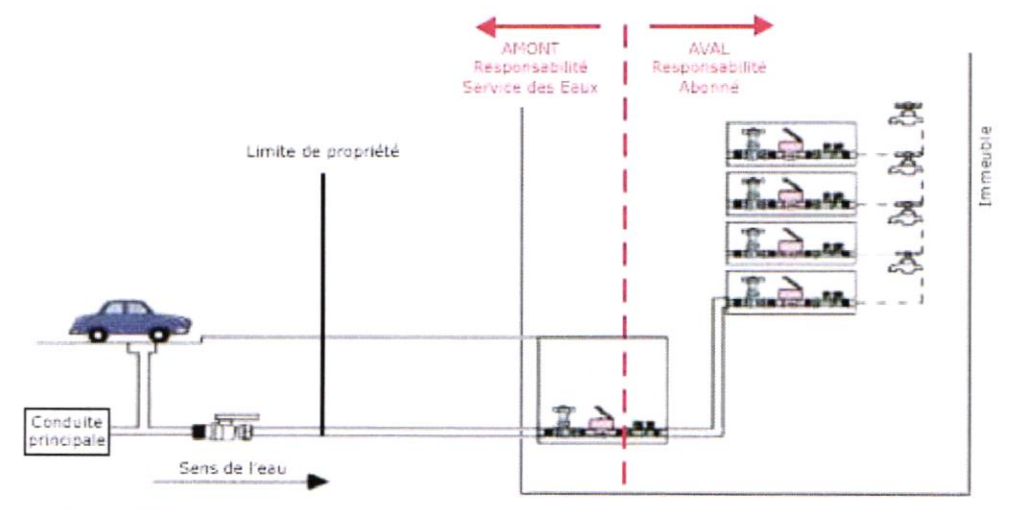 AMONT
Responsabilité
Service des Eaux
AVAL
Responsabilité
Abonné
Limite de propriété
Immeuble
Conduite
principale
Sens de l'eau